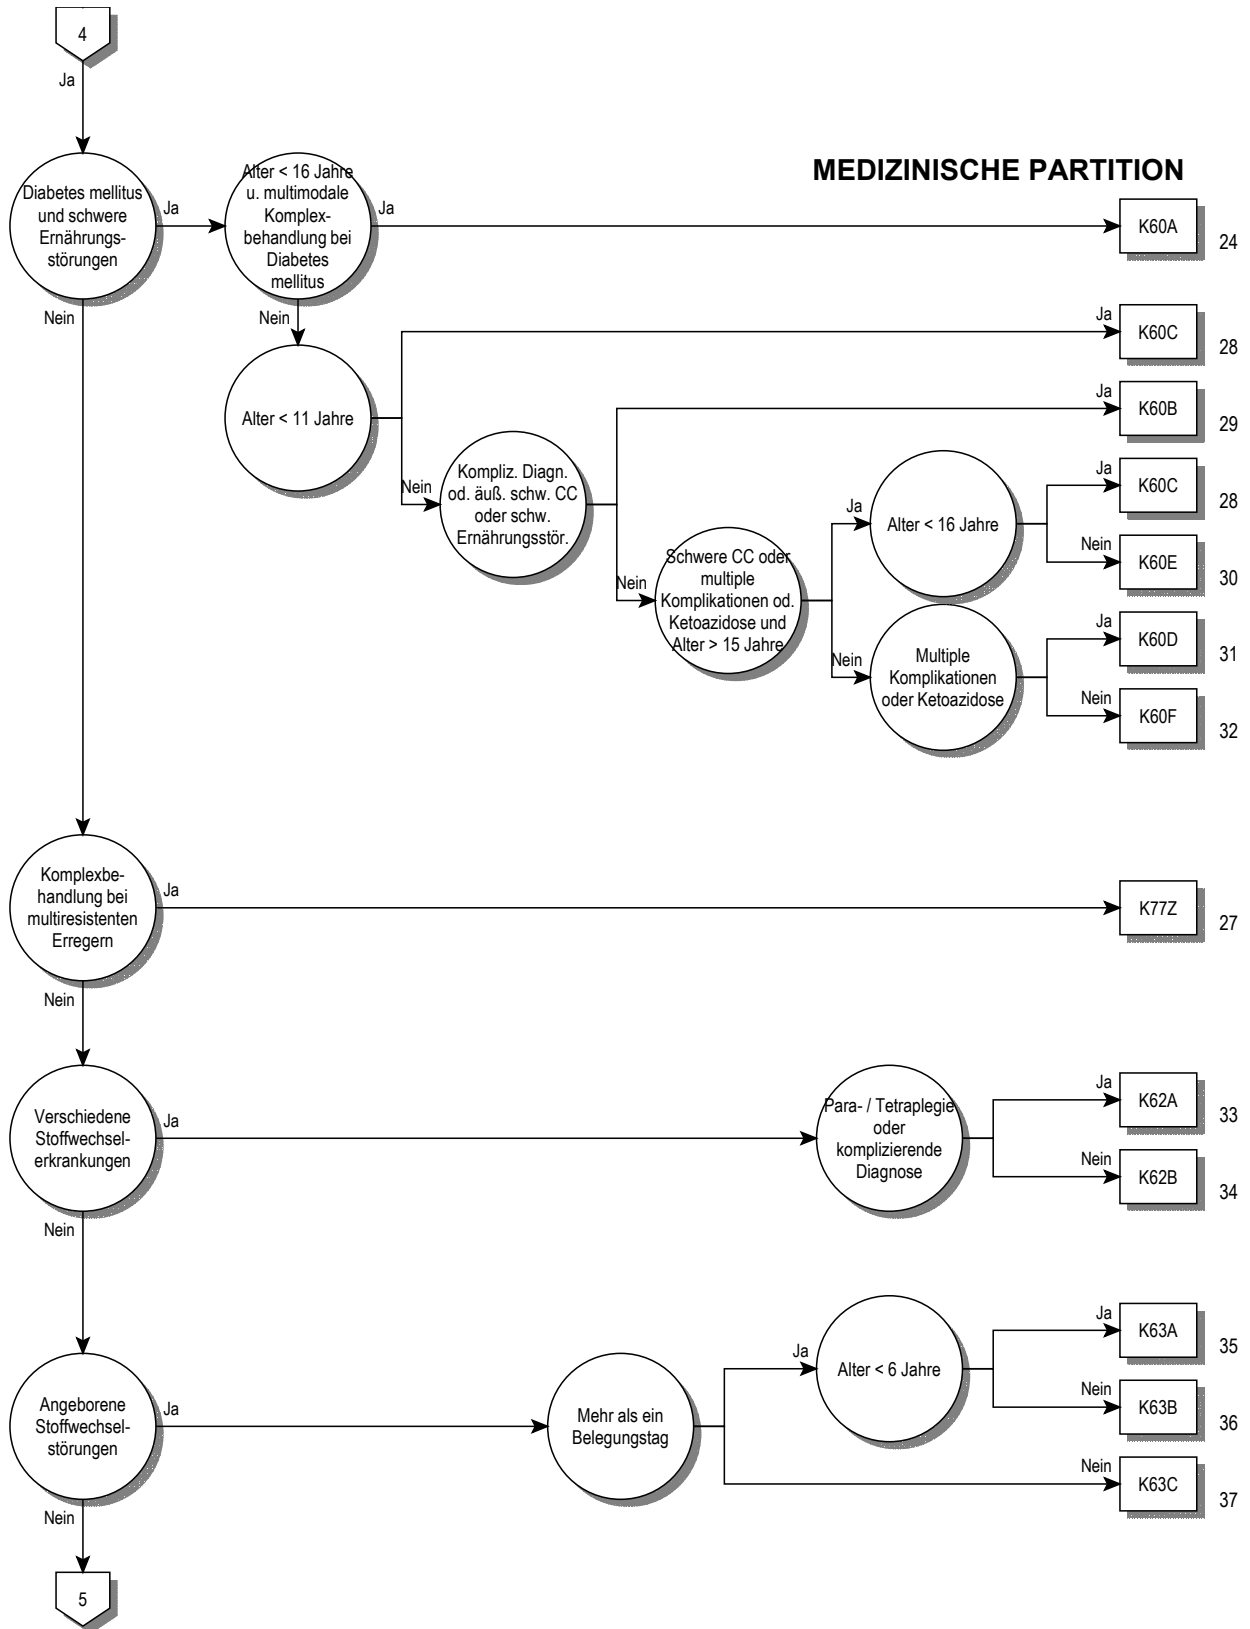 4
Ja
MEDIZINISCHE PARTITION
Diabetes mellitus
und schwere
Ernährungs-
störungen
Ja
Alter < 16 Jahre
u. multimodale
Komplex-
behandlung bei
Diabetes
mellitus
Ja
K60A
24
Nein
Nein
Alter < 11 Jahre
Ja
K60C
28
Nein
Kompliz. Diagn.
od. äuß. schw. CC
oder schw.
Ernährungsstör.
Ja
K60B
29
Nein
Schwere CC oder
multiple
Komplikationen od.
Ketoazidose und
Alter > 15 Jahre
Ja
Alter < 16 Jahre
Ja
K60C
28
Nein
K60E
30
Nein
Multiple
Komplikationen
oder Ketoazidose
Ja
K60D
31
Nein
K60F
32
Komplexbe-
handlung bei
multiresistenten
Erregern
Ja
K77Z
27
Nein
Verschiedene
Stoffwechsel-
erkrankungen
Ja
Para- / Tetraplegie
oder
komplizierende
Diagnose
Ja
K62A
33
Nein
K62B
34
Nein
Angeborene
Stoffwechsel-
störungen
Ja
Mehr als ein
Belegungstag
Ja
Alter < 6 Jahre
Ja
K63A
35
Nein
K63B
36
Nein
K63C
37
Nein
5